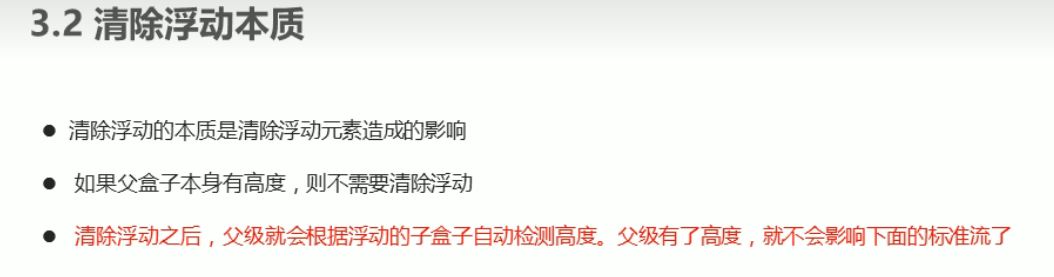 3.2 清除浮动本质
● 清除浮动的本质是清除浮动元素造成的影响
● 如果父盒子本身有高度，则不需要清除浮动
● 清除浮动之后，父级就会根据浮动的子盒子自动检测高度。父级有了高度，就不会影响下面的标准流了